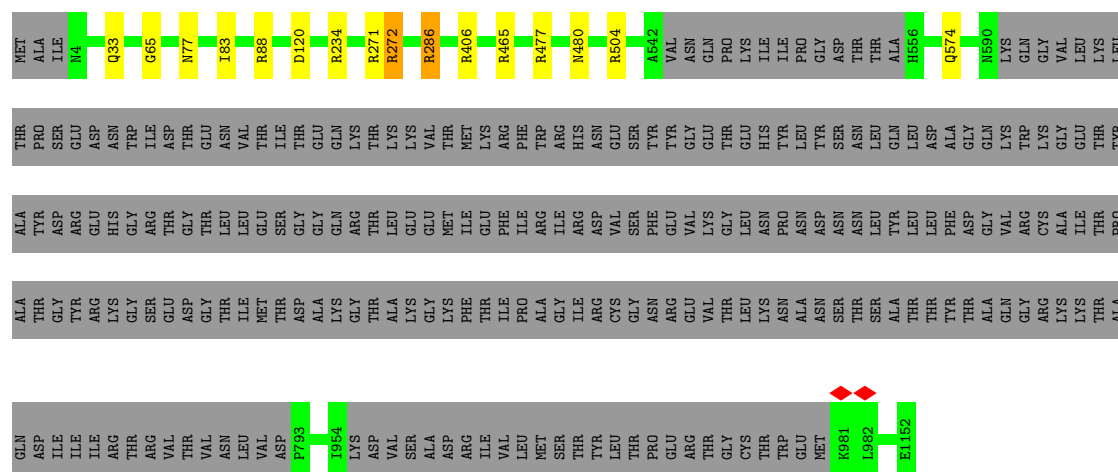 MET ALA ILE N4 Q33 G65 N77 I83 R88 D120 R234 R271 R272 R286 R406 R465 R477 N480 R504 A542 VAL ASN GLN PRO LYS ILE ILE PRO GLY ASP THR THR ALA H556 Q574 N590 LYS GLN GLY VAL LEU LYS LEU
THR PRO SER GLU ASP ASN TRP ILE ASP THR GLU ASN VAL THR ILE THR GLU GLN LYS THR LYS LYS VAL THR MET LYS ARG PHE TRP ARG HIS ASN GLU SER TYR TYR GLY GLU THR GLU HIS TYR LEU TYR SER ASN LEU GLN LEU ASP ALA GLY GLN LYS TRP LYS GLY GLU THR TYR
ALA TYR ASP ARG GLU HIS GLY ARG THR GLY THR LEU LEU GLU SER GLY GLY GLN ARG THR LEU GLU GLU MET ILE GLU PHE ILE ARG ILE ARG ASP VAL SER PHE GLU VAL LYS GLY LEU ASN PRO ASN ASP ASN ASN LEU TYR LEU LEU PHE ASP GLY VAL ARG CYS ALA ILE THR PRO
ALA THR GLY TYR ARG LYS GLY SER GLU ASP GLY THR ILE MET THR ASP ALA LYS GLY THR ALA LYS GLY LYS PHE THR ILE PRO ALA GLY ILE ARG CYS GLY ASN ARG GLU VAL THR LEU LYS ASN ALA ASN SER THR SER ALA THR THR TYR THR ALA GLN GLY ARG LYS LYS THR ALA
GLN ASP ILE ILE ILE ARG THR ARG VAL THR VAL ASN LEU VAL ASP P793 I954 LYS ASP VAL SER ALA ASP ARG ILE VAL LEU MET SER THR TYR LEU THR PRO GLU ARG THR GLY CYS THR TRP GLU MET K981 L982 E1152